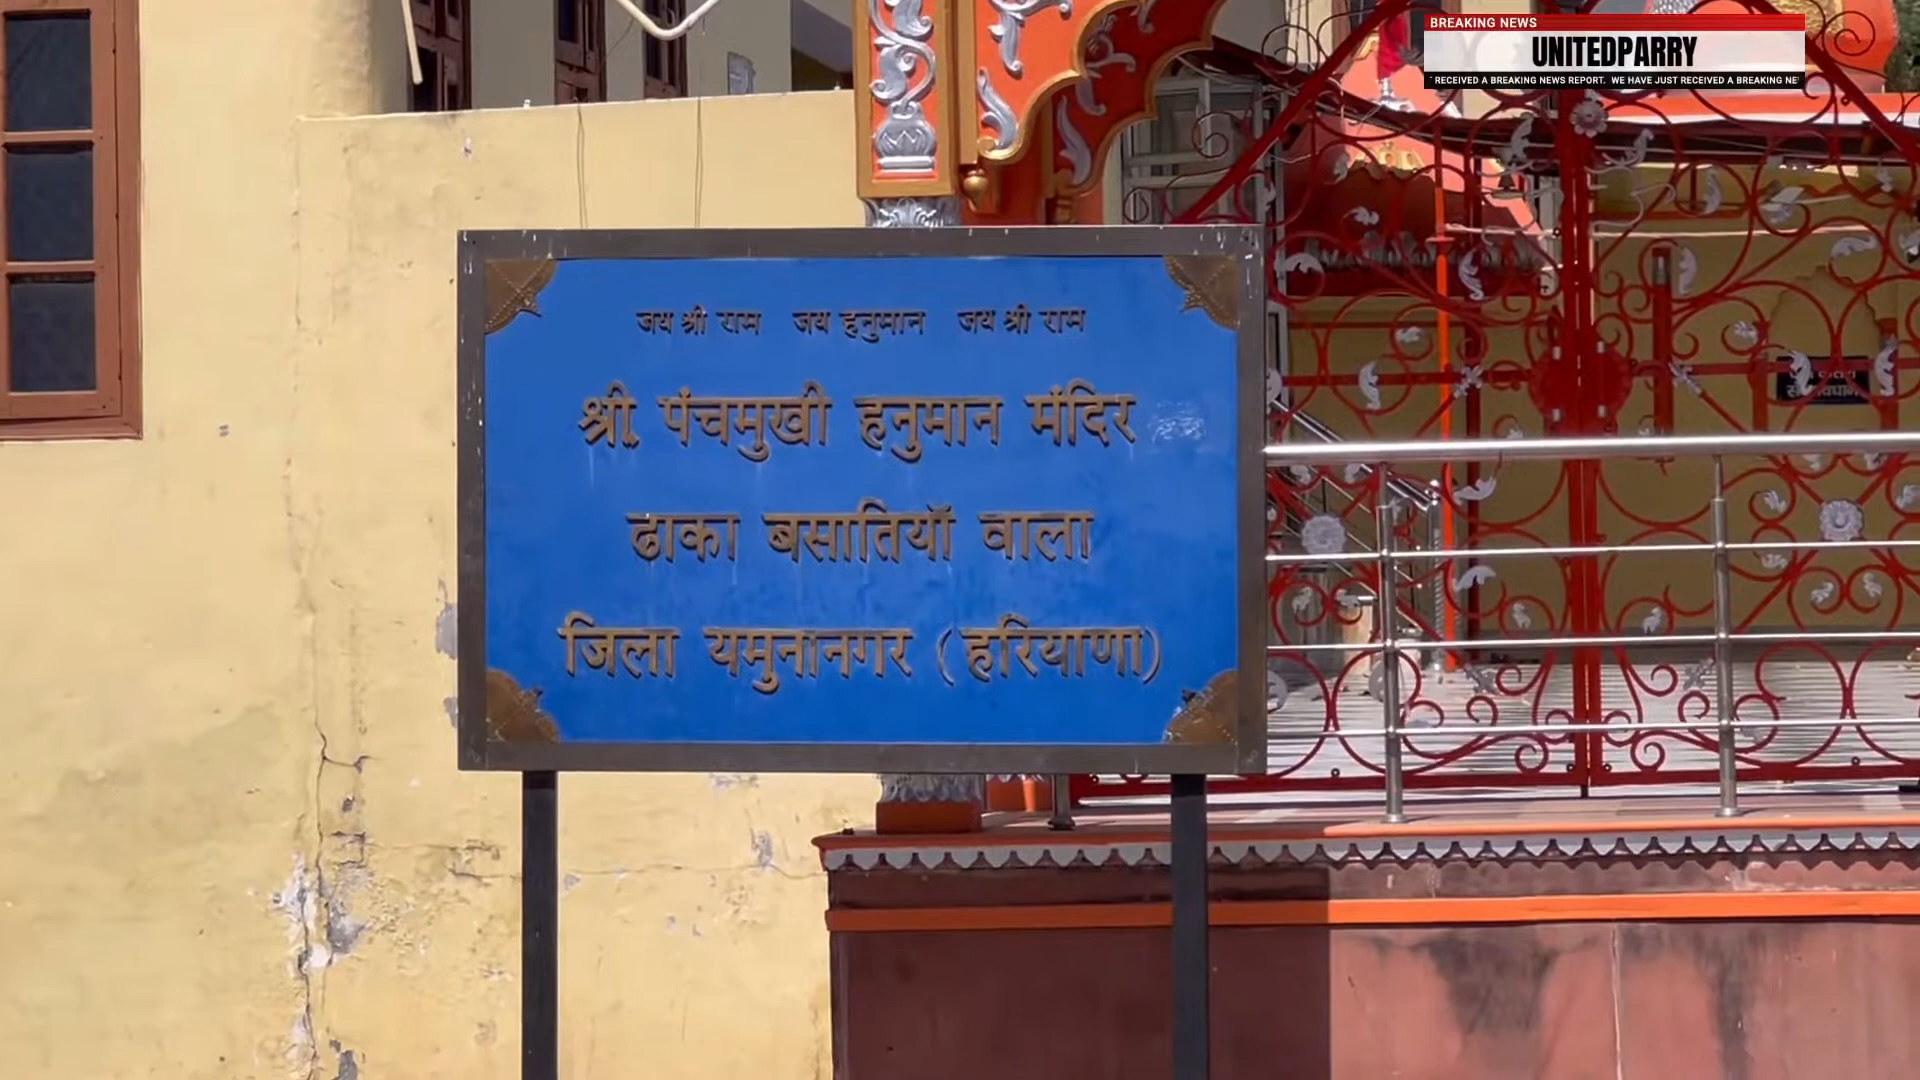 BREAKING NEWS
UNITEDPARRY
RECEIVED A BREAKING NEWS REPORT. WE HAVE JUST RECEIVED A BREAKING NE
जय श्री राम जय हनुमान जय श्री राम
श्री पंचमुखी हनुमान मंदिर
ढाका बसातियाॅ वाला
जिला यमुनानगर (हरियाणा)